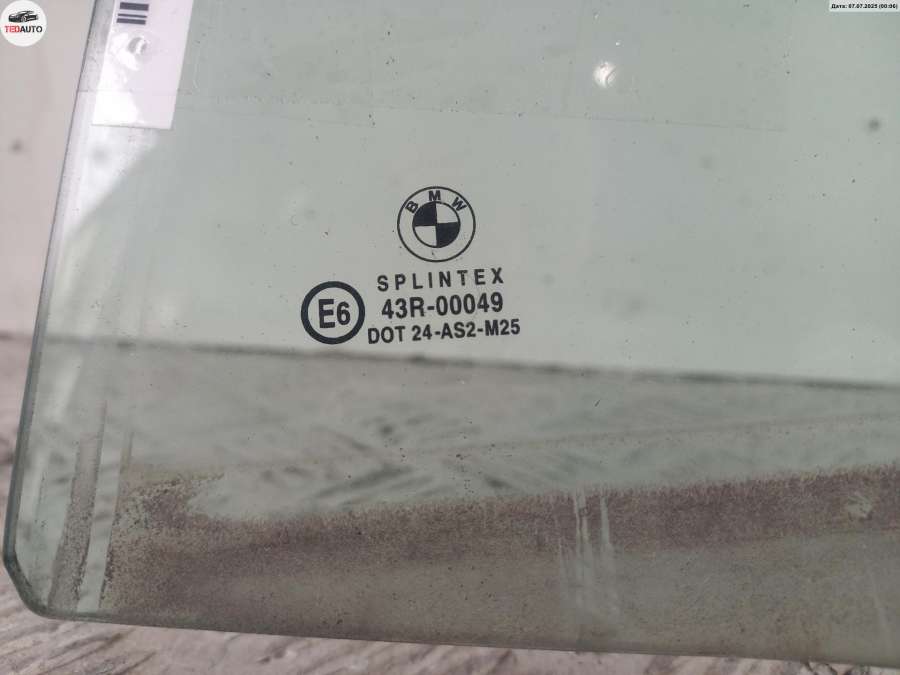 TEDAUTO
Дата: 07.07.2025 (00:06)
BMW
SPLINTEX
E6
43R-00049
DOT 24-AS2-M25